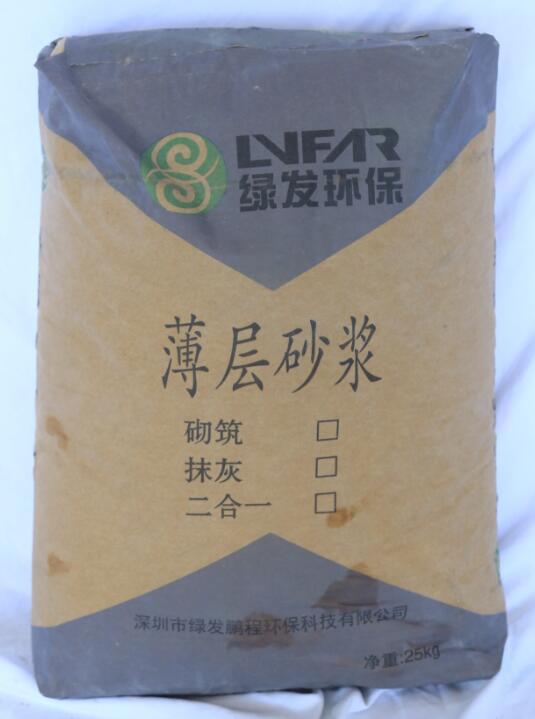 LVFAR
绿发环保
薄层砂浆
砌筑 □
抹灰 □
二合一 □
深圳市绿发鹏程环保科技有限公司
净重:25kg